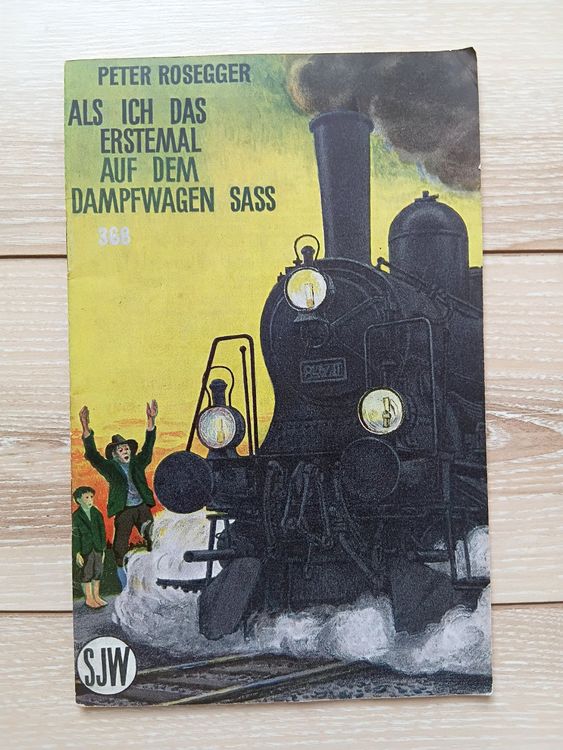 PETER ROSEGGER
ALS ICH DAS
ERSTEMAL
AUF DEM
DAMPFWAGEN SASS
368
SJW